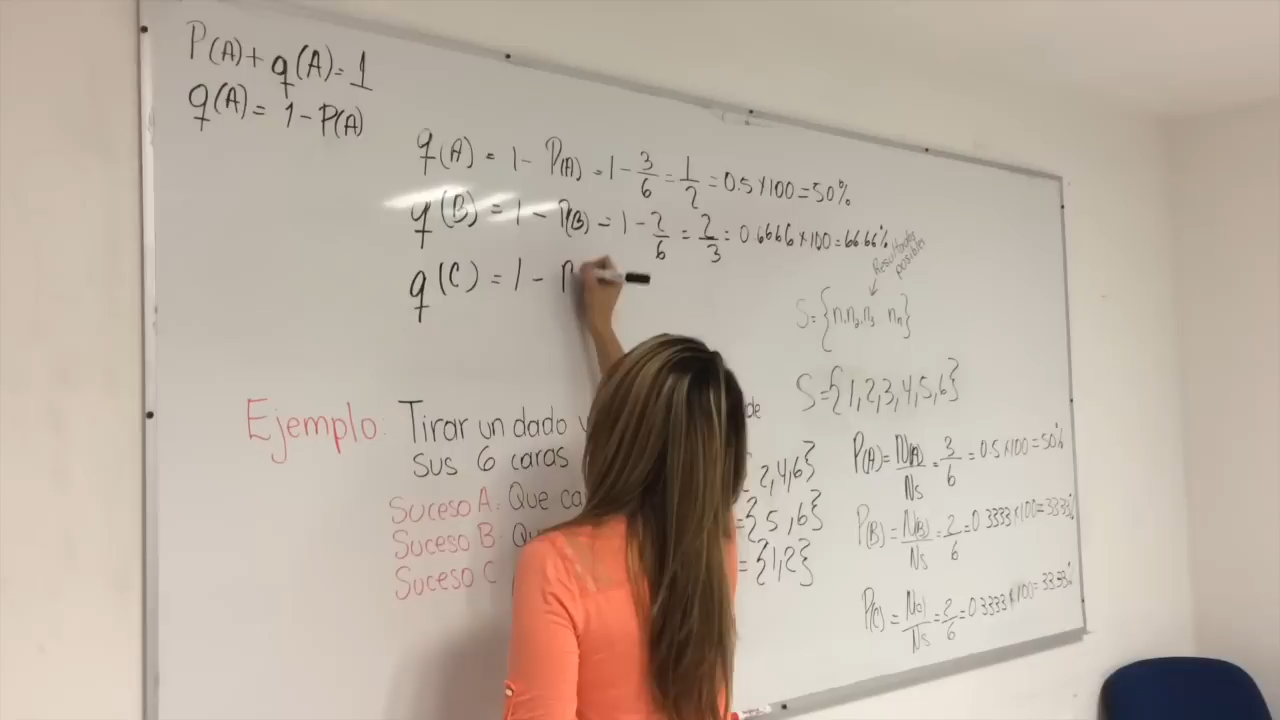 P(A) + q(A) = 1
q(A) = 1 - P(A)
q(A) = 1 - P(A) = 1 - 3/6 = 1/2 = 0.5 x 100 = 50%
q(B) = 1 - P(B) = 1 - 2/6 = 2/3 = 0.6666 x 100 = 66.66%
q(C) = 1 -
Resultados
posibles
S = {n, n2, n3 nn}
S = {1,2,3,4,5,6}
Ejemplo: Tirar un dado
sus 6 caras
Suceso A: Que
2,4,6}
Suceso B:
= {5,6}
Suceso C
= {1,2}
P(A) = N(A)/Ns = 3/6 = 0.5 x 100 = 50%
P(B) = N(B)/Ns = 2/6 = 0.3333 x 100 = 33.33%
P(C) = /Ns = 2/6 = 0.3333 x 100 = 33.33%